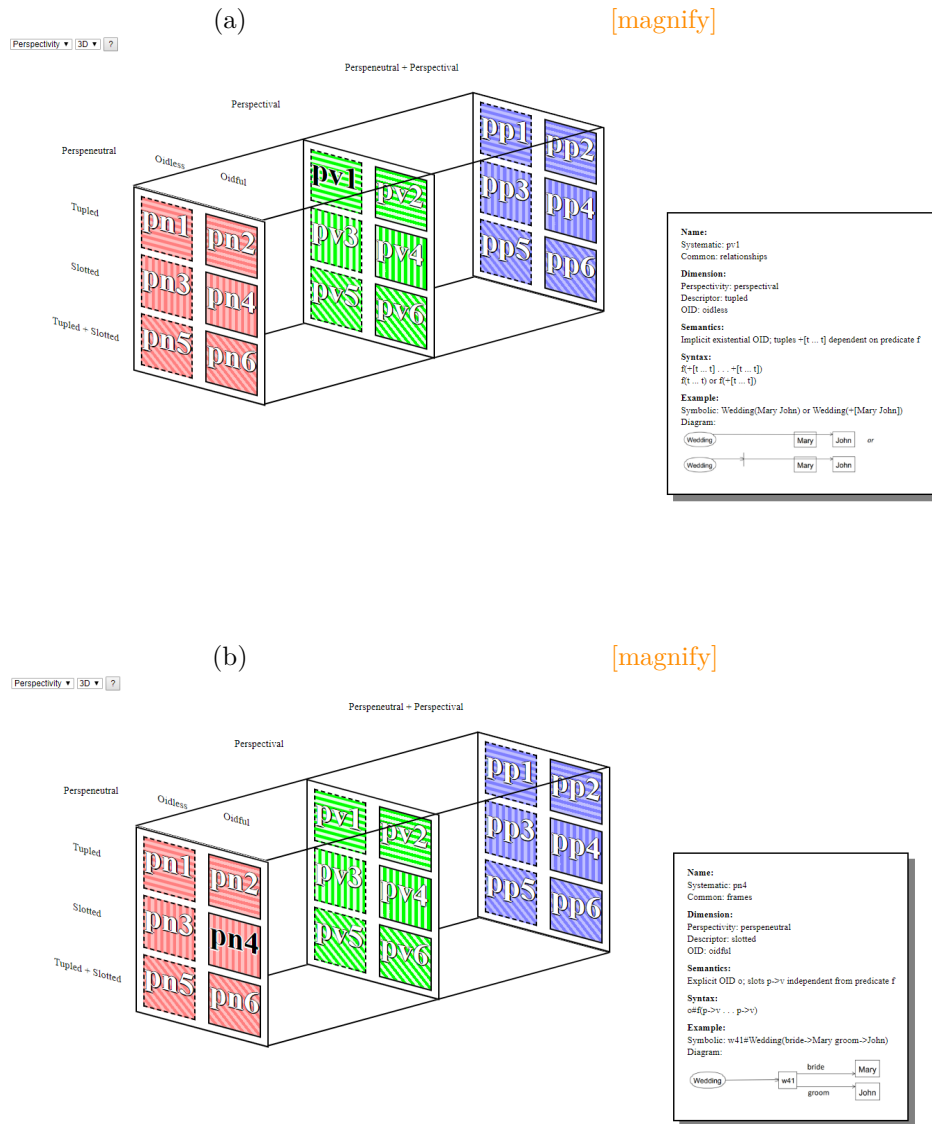 (a) [magnify]
Perspectivity ▼ 3D ▼ ?
Perspeneutral + Perspectival
Perspectival
Perspeneutral
Oidless
Oidful
Tupled
Slotted
Tupled + Slotted
pn1 pn2
pn3 pn4
pn5 pn6
pv1 pv2
pv3 pv4
pv5 pv6
pp1 pp2
pp3 pp4
pp5 pp6
Name:
Systematic: pv1
Common: relationships
Dimension:
Perspectivity: perspectival
Descriptor: tupled
OID: oidless
Semantics:
Implicit existential OID; tuples +[t ... t] dependent on predicate f
Syntax:
f(+[t ... t] . . . +[t ... t])
f(t ... t) or f(+[t ... t])
Example:
Symbolic: Wedding(Mary John) or Wedding(+[Mary John])
Diagram:
Wedding Mary John or
Wedding Mary John
(b) [magnify]
Perspectivity ▼ 3D ▼ ?
Perspeneutral + Perspectival
Perspectival
Perspeneutral
Oidless
Oidful
Tupled
Slotted
Tupled + Slotted
pn1 pn2
pn3 pn4
pn5 pn6
pv1 pv2
pv3 pv4
pv5 pv6
pp1 pp2
pp3 pp4
pp5 pp6
Name:
Systematic: pn4
Common: frames
Dimension:
Perspectivity: perspeneutral
Descriptor: slotted
OID: oidful
Semantics:
Explicit OID o; slots p->v independent from predicate f
Syntax:
o#f(p->v . . . p->v)
Example:
Symbolic: w41#Wedding(bride->Mary groom->John)
Diagram:
Wedding w41 bride Mary
groom John